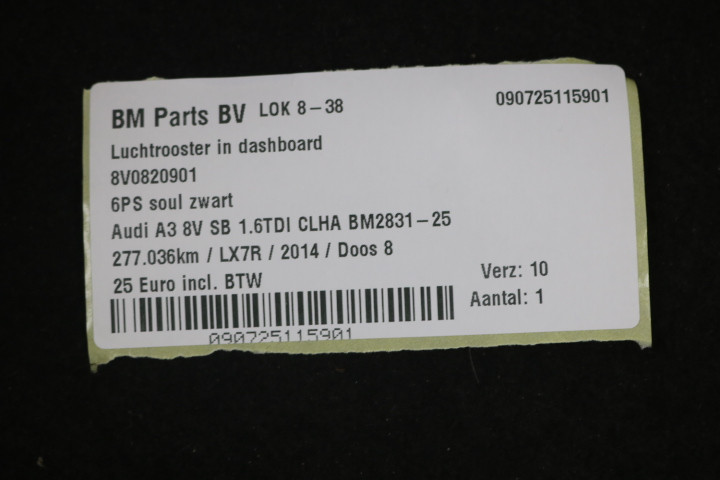 BM Parts BV LOK 8-38 090725115901
Luchtrooster in dashboard
8V0820901
6PS soul zwart
Audi A3 8V SB 1.6TDI CLHA BM2831-25
277.036km / LX7R / 2014 / Doos 8
25 Euro incl. BTW
Verz: 10
Aantal: 1
090725115901